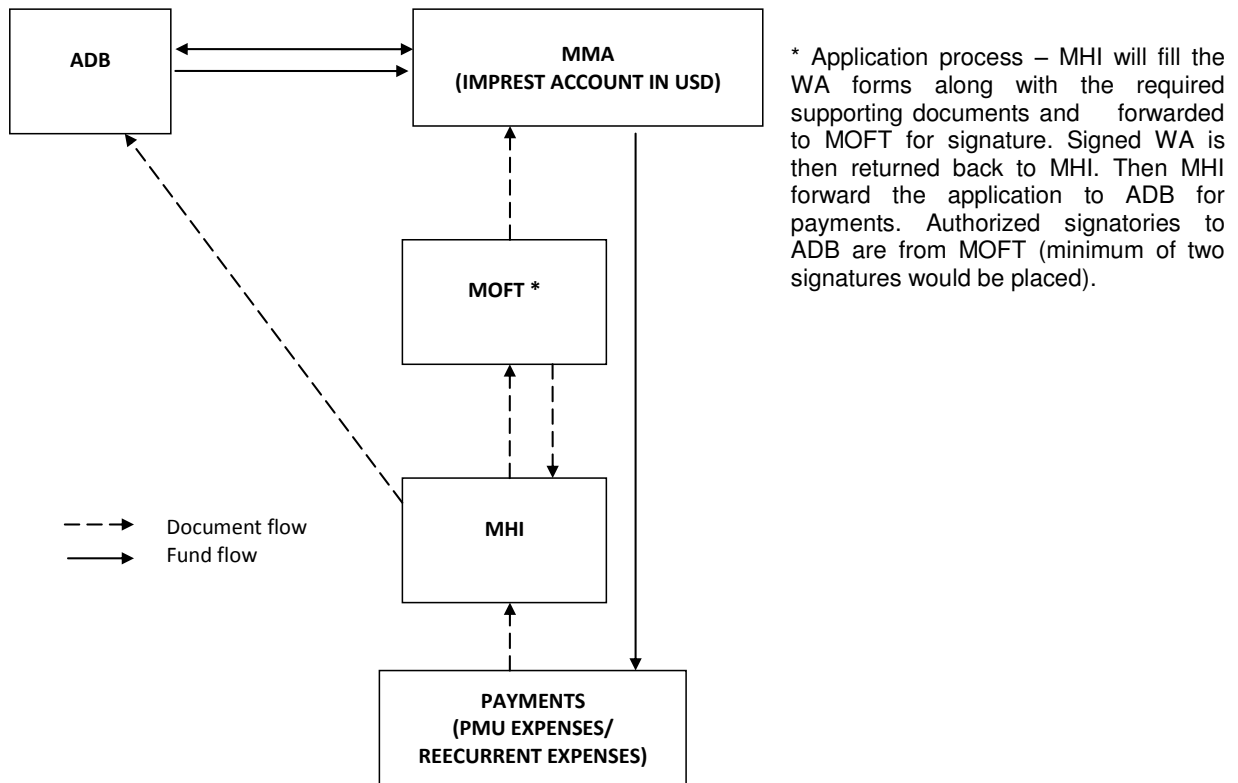 ADB
MMA
(IMPREST ACCOUNT IN USD)
* Application process – MHI will fill the
WA forms along with the required
supporting documents and forwarded
to MOFT for signature. Signed WA is
then returned back to MHI. Then MHI
forward the application to ADB for
payments. Authorized signatories to
ADB are from MOFT (minimum of two
signatures would be placed).
MOFT *
MHI
Document flow
Fund flow
PAYMENTS
(PMU EXPENSES/
REECURRENT EXPENSES)